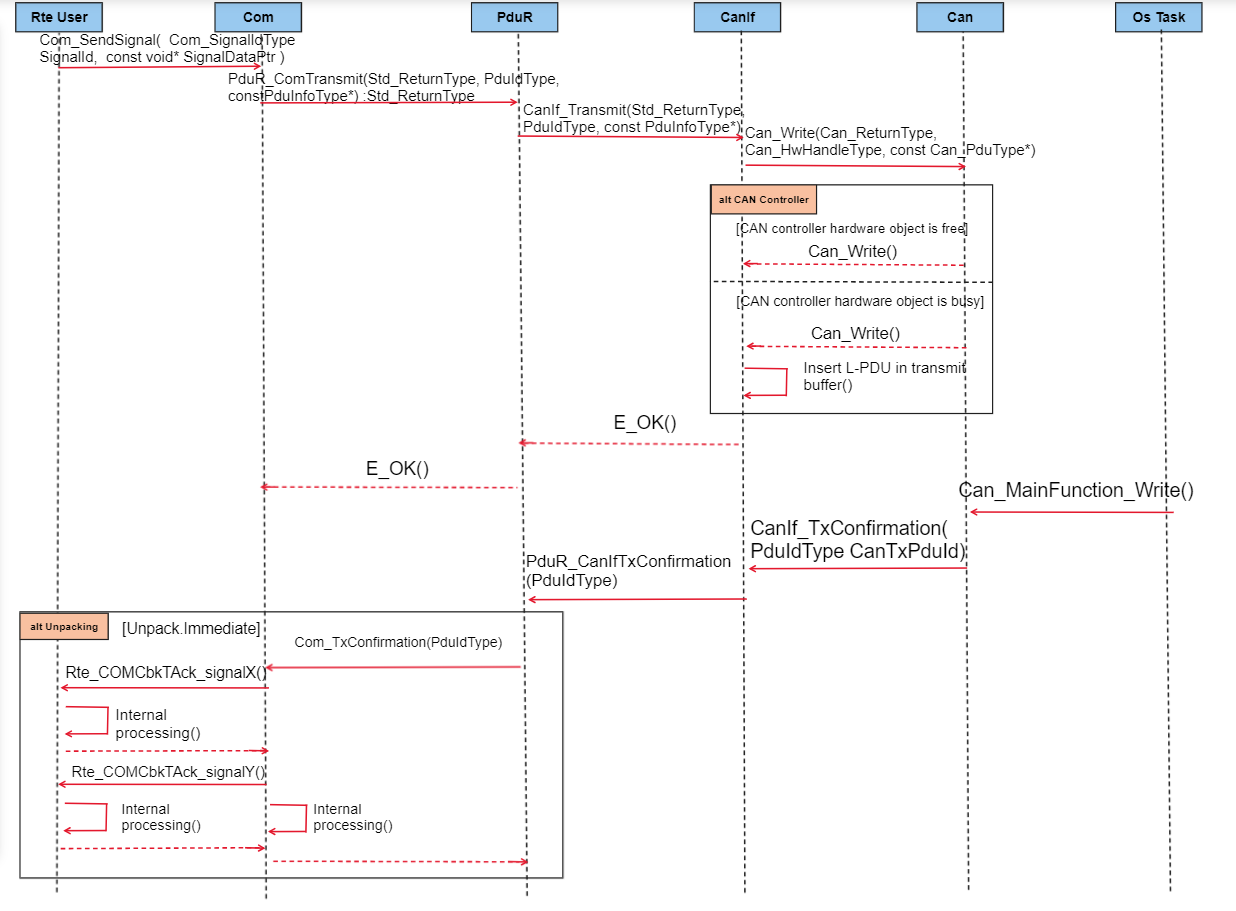 Rte User
Com
PduR
CanIf
Can
Os Task
Com_SendSignal(  Com_SignalIdType
SignalId,  const void* SignalDataPtr )
PduR_ComTransmit(Std_ReturnType, PduIdType,
constPduInfoType*) :Std_ReturnType
CanIf_Transmit(Std_ReturnType,
PduIdType, const PduInfoType*)
Can_Write(Can_ReturnType,
Can_HwHandleType, const Can_PduType*)
alt CAN Controller
[CAN controller hardware object is free]
Can_Write()
[CAN controller hardware object is busy]
Can_Write()
Insert L-PDU in transmit
buffer()
E_OK()
E_OK()
Can_MainFunction_Write()
CanIf_TxConfirmation(
PduIdType CanTxPduId)
PduR_CanIfTxConfirmation
(PduIdType)
alt Unpacking
[Unpack.Immediate]
Com_TxConfirmation(PduIdType)
Rte_COMCbkTAck_signalX()
Internal
processing()
Rte_COMCbkTAck_signalY()
Internal
processing()
Internal
processing()